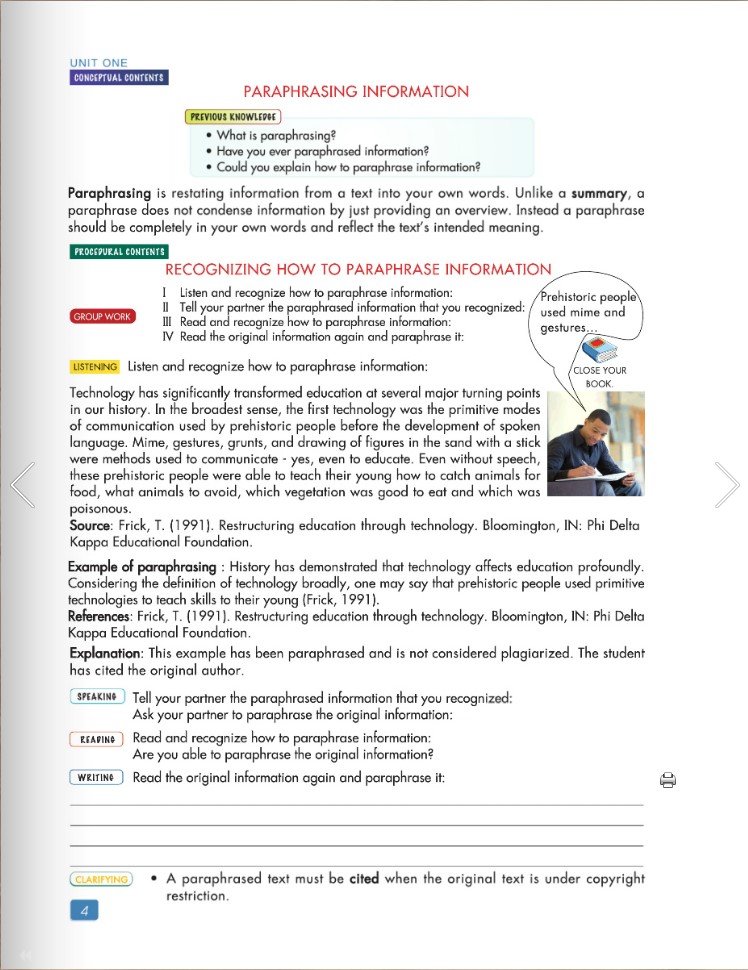 UNIT ONE
CONCEPTUAL CONTENTS
PARAPHRASING INFORMATION
PREVIOUS KNOWLEDGE
• What is paraphrasing?
• Have you ever paraphrased information?
• Could you explain how to paraphrase information?
Paraphrasing is restating information from a text into your own words. Unlike a summary, a
paraphrase does not condense information by just providing an overview. Instead a paraphrase
should be completely in your own words and reflect the text's intended meaning.
PROCEDURAL CONTENTS
RECOGNIZING HOW TO PARAPHRASE INFORMATION
GROUP WORK
I Listen and recognize how to paraphrase information:
II Tell your partner the paraphrased information that you recognized:
III Read and recognize how to paraphrase information:
IV Read the original information again and paraphrase it:
Prehistoric people
used mime and
gestures...
CLOSE YOUR
BOOK.
LISTENING Listen and recognize how to paraphrase information:
Technology has significantly transformed education at several major turning points
in our history. In the broadest sense, the first technology was the primitive modes
of communication used by prehistoric people before the development of spoken
language. Mime, gestures, grunts, and drawing of figures in the sand with a stick
were methods used to communicate - yes, even to educate. Even without speech,
these prehistoric people were able to teach their young how to catch animals for
food, what animals to avoid, which vegetation was good to eat and which was
poisonous.
Source: Frick, T. (1991). Restructuring education through technology. Bloomington, IN: Phi Delta
Kappa Educational Foundation.
Example of paraphrasing : History has demonstrated that technology affects education profoundly.
Considering the definition of technology broadly, one may say that prehistoric people used primitive
technologies to teach skills to their young (Frick, 1991).
References: Frick, T. (1991). Restructuring education through technology. Bloomington, IN: Phi Delta
Kappa Educational Foundation.
Explanation: This example has been paraphrased and is not considered plagiarized. The student
has cited the original author.
SPEAKING Tell your partner the paraphrased information that you recognized:
Ask your partner to paraphrase the original information:
READING Read and recognize how to paraphrase information:
Are you able to paraphrase the original information?
WRITING Read the original information again and paraphrase it:
CLARIFYING • A paraphrased text must be cited when the original text is under copyright
restriction.
4